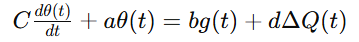 C dθ(t)/dt + aθ(t) = bg(t) + dΔQ(t)